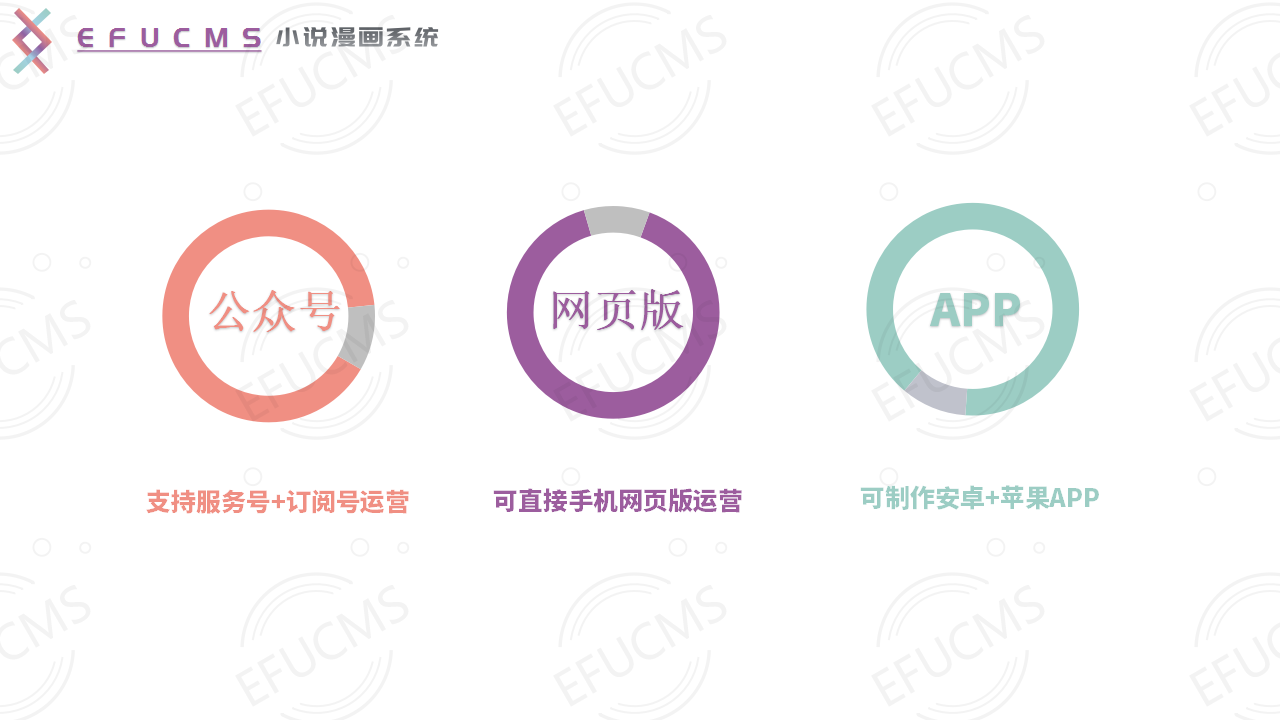 EFUCMS 小说漫画系统
公众号
网页版
APP
支持服务号+订阅号运营
可直接手机网页版运营
可制作安卓+苹果APP
EFUCMS